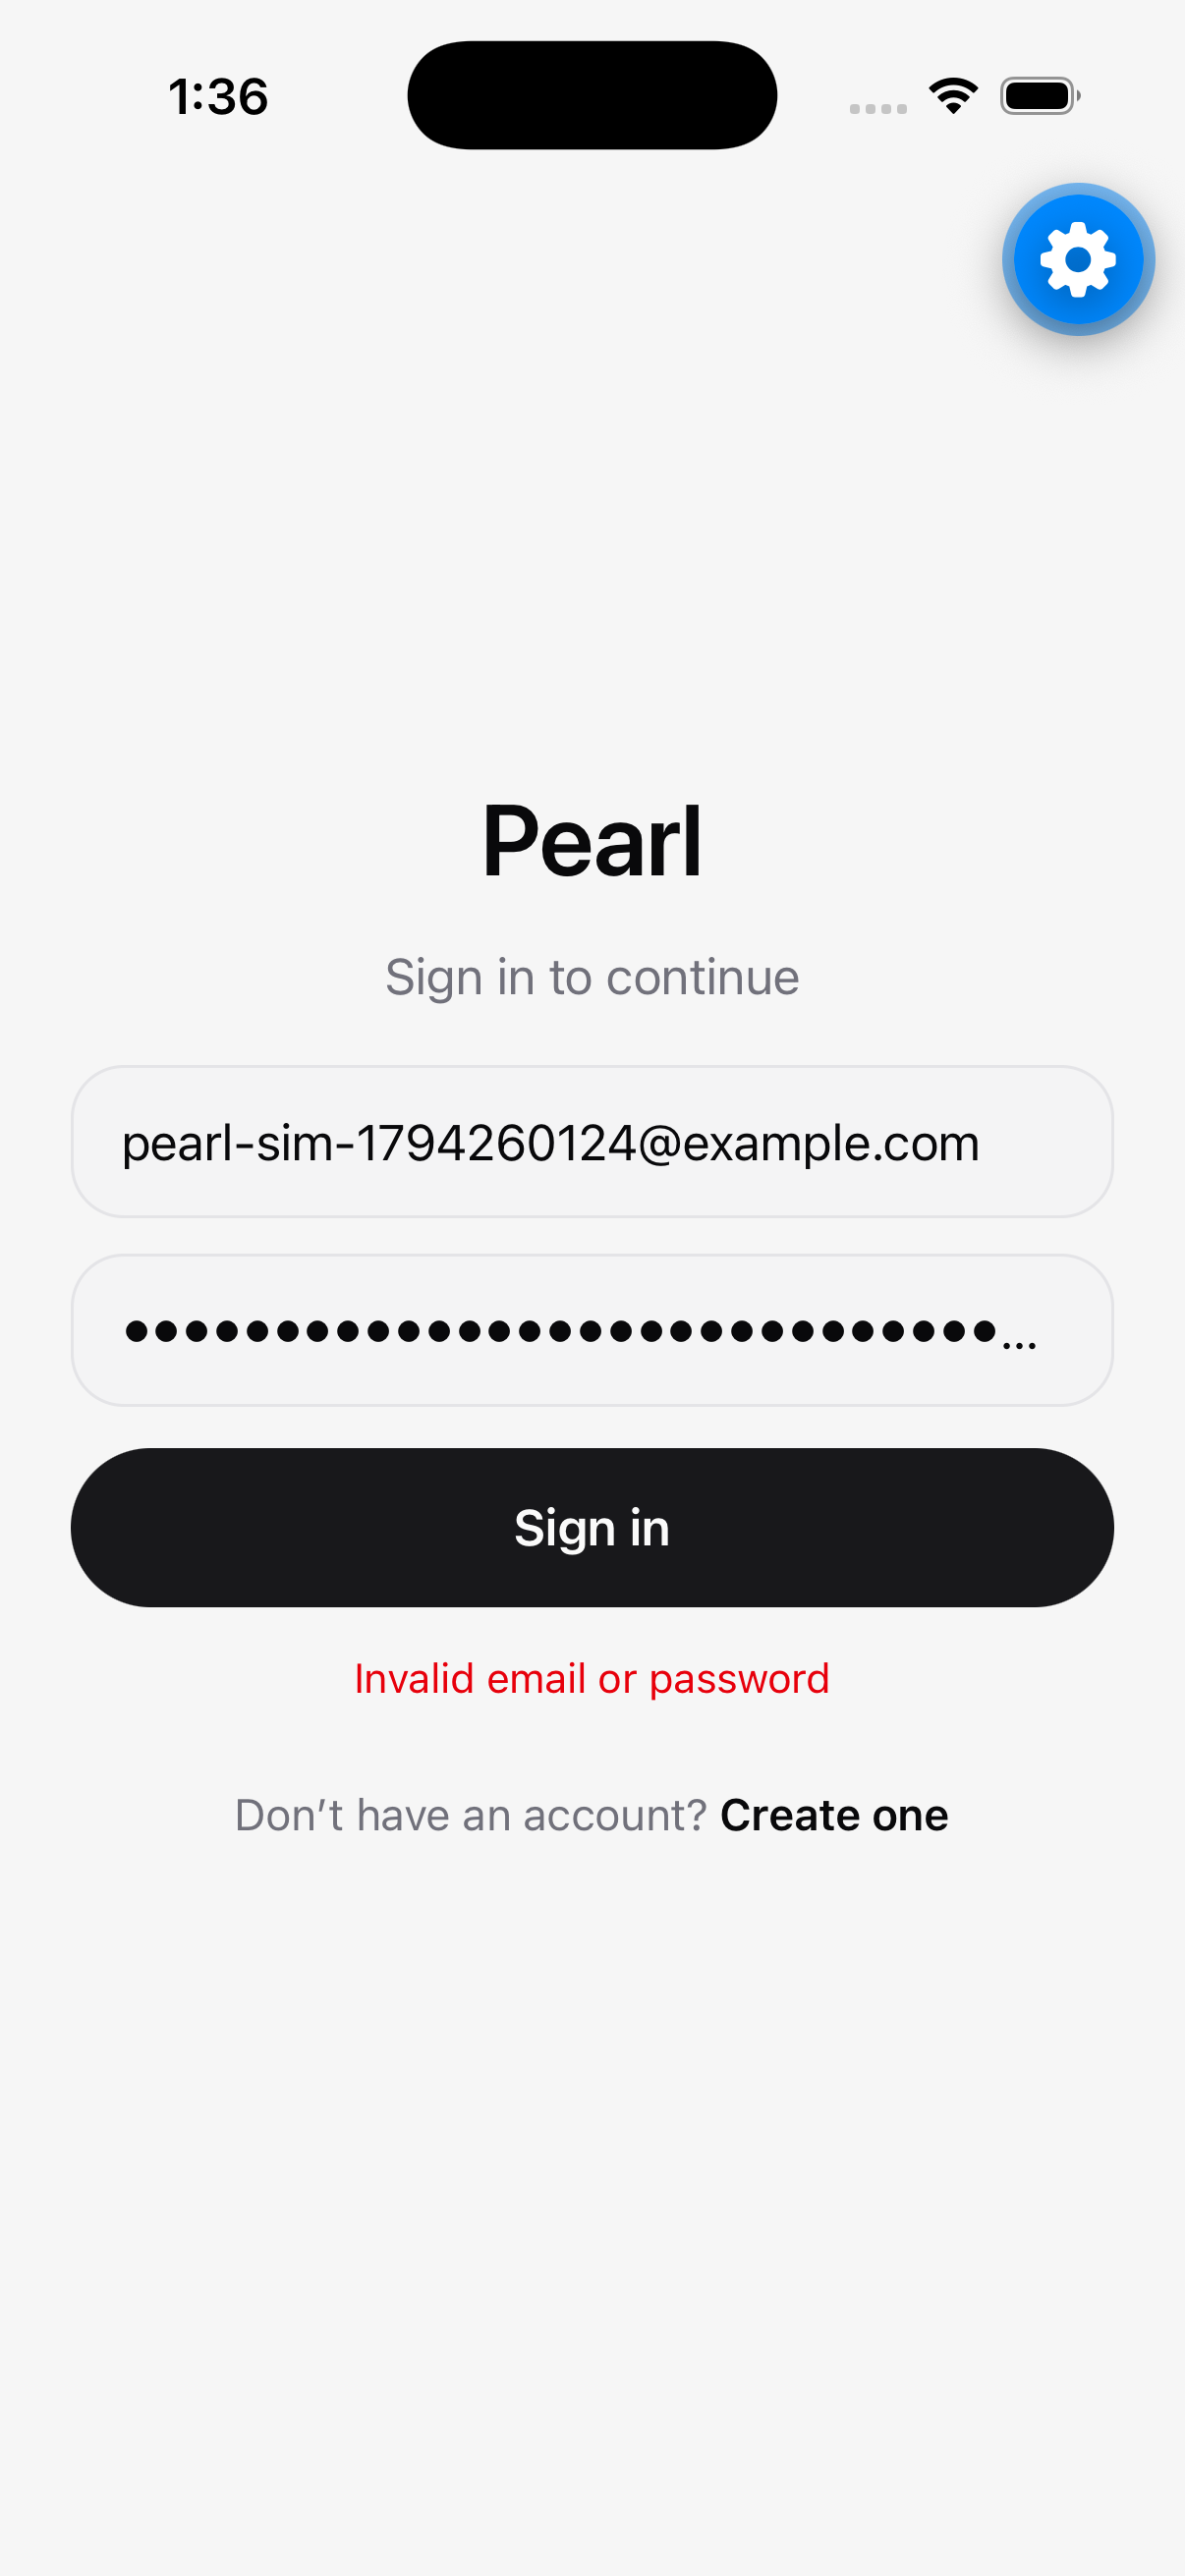 1:36
Pearl
Sign in to continue
pearl-sim-1794260124@example.com
•••••••••••••••••••••••••••••…
Sign in
Invalid email or password
Don’t have an account? Create one